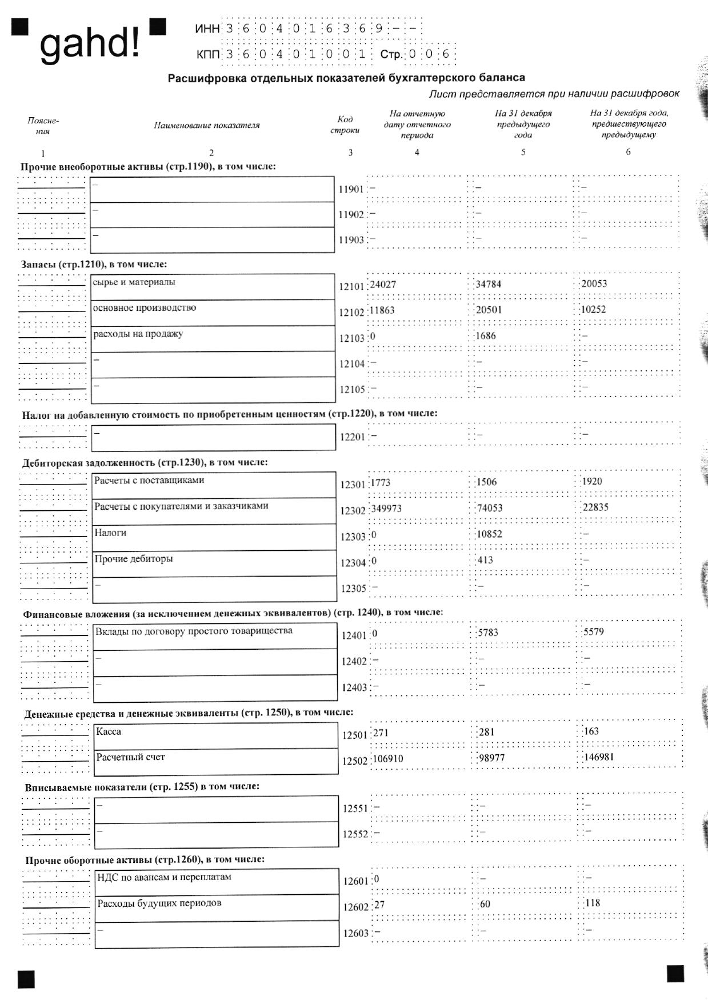 gahd!
ИНН 3604016369--
КПП 360401001 Стр. 006
Расшифровка отдельных показателей бухгалтерского баланса
Лист представляется при наличии расшифровок
Поясне-ния Наименование показателя Код строки На отчетную дату отчетного периода На 31 декабря предыдущего года На 31 декабря года, предшествующего предыдущему
1 2 3 4 5 6
Прочие внеоборотные активы (стр.1190), в том числе:
– 11901 – – –
– 11902 – – –
– 11903 – – –
Запасы (стр.1210), в том числе:
сырье и материалы 12101 24027 34784 20053
основное производство 12102 11863 20501 10252
расходы на продажу 12103 0 1686 –
– 12104 – – –
– 12105 – – –
Налог на добавленную стоимость по приобретенным ценностям (стр.1220), в том числе:
– 12201 – – –
Дебиторская задолженность (стр.1230), в том числе:
Расчеты с поставщиками 12301 1773 1506 1920
Расчеты с покупателями и заказчиками 12302 349973 74053 22835
Налоги 12303 0 10852 –
Прочие дебиторы 12304 0 413 –
– 12305 – – –
Финансовые вложения (за исключением денежных эквивалентов) (стр. 1240), в том числе:
Вклады по договору простого товарищества 12401 0 5783 5579
– 12402 – – –
– 12403 – – –
Денежные средства и денежные эквиваленты (стр. 1250), в том числе:
Касса 12501 271 281 163
Расчетный счет 12502 106910 98977 146981
Вписываемые показатели (стр. 1255) в том числе:
– 12551 – – –
– 12552 – – –
Прочие оборотные активы (стр.1260), в том числе:
НДС по авансам и переплатам 12601 0 – –
Расходы будущих периодов 12602 27 60 118
– 12603 – – –